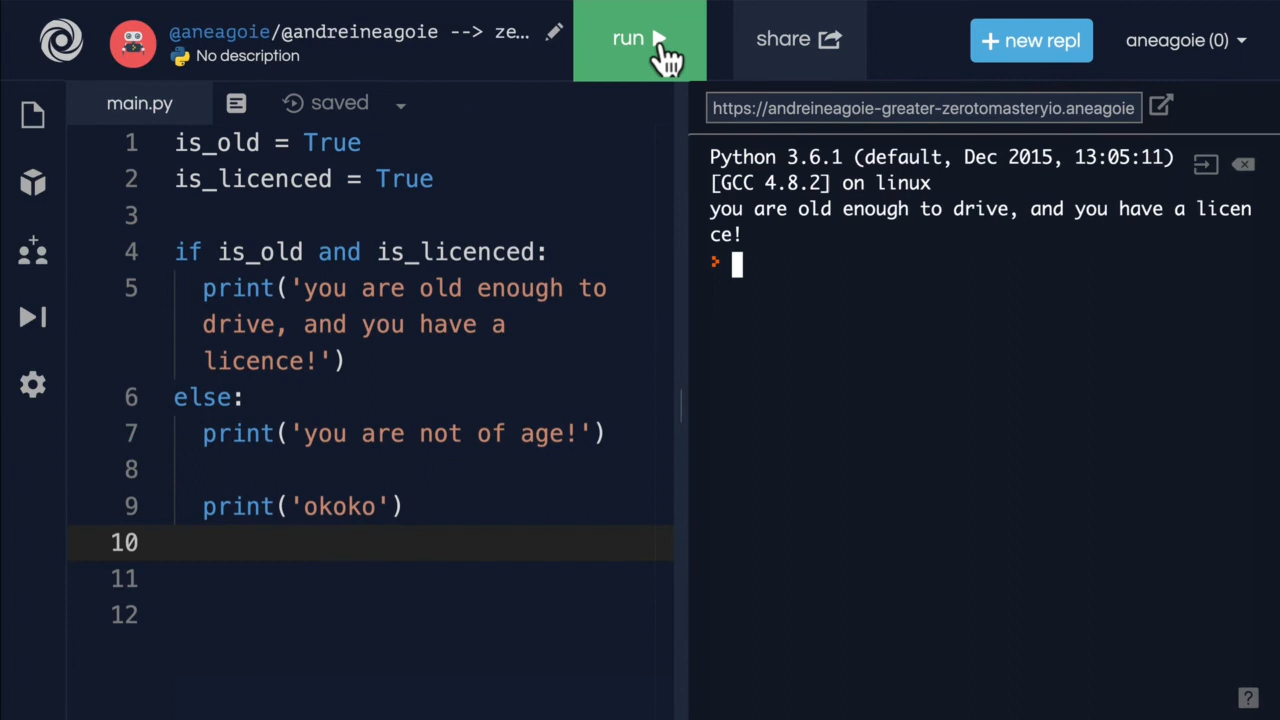 @aneagoie/@andreineagoie --> ze...
No description
run
share
+ new repl
aneagoie (0)
main.py
saved
1 is_old = True
2 is_licenced = True
3
4 if is_old and is_licenced:
5 print('you are old enough to
drive, and you have a
licence!')
6 else:
7 print('you are not of age!')
8
9 print('okoko')
10
11
12
https://andreineagoie-greater-zerotomasteryio.aneagoie
Python 3.6.1 (default, Dec 2015, 13:05:11)
[GCC 4.8.2] on linux
you are old enough to drive, and you have a licen
ce!
>
?